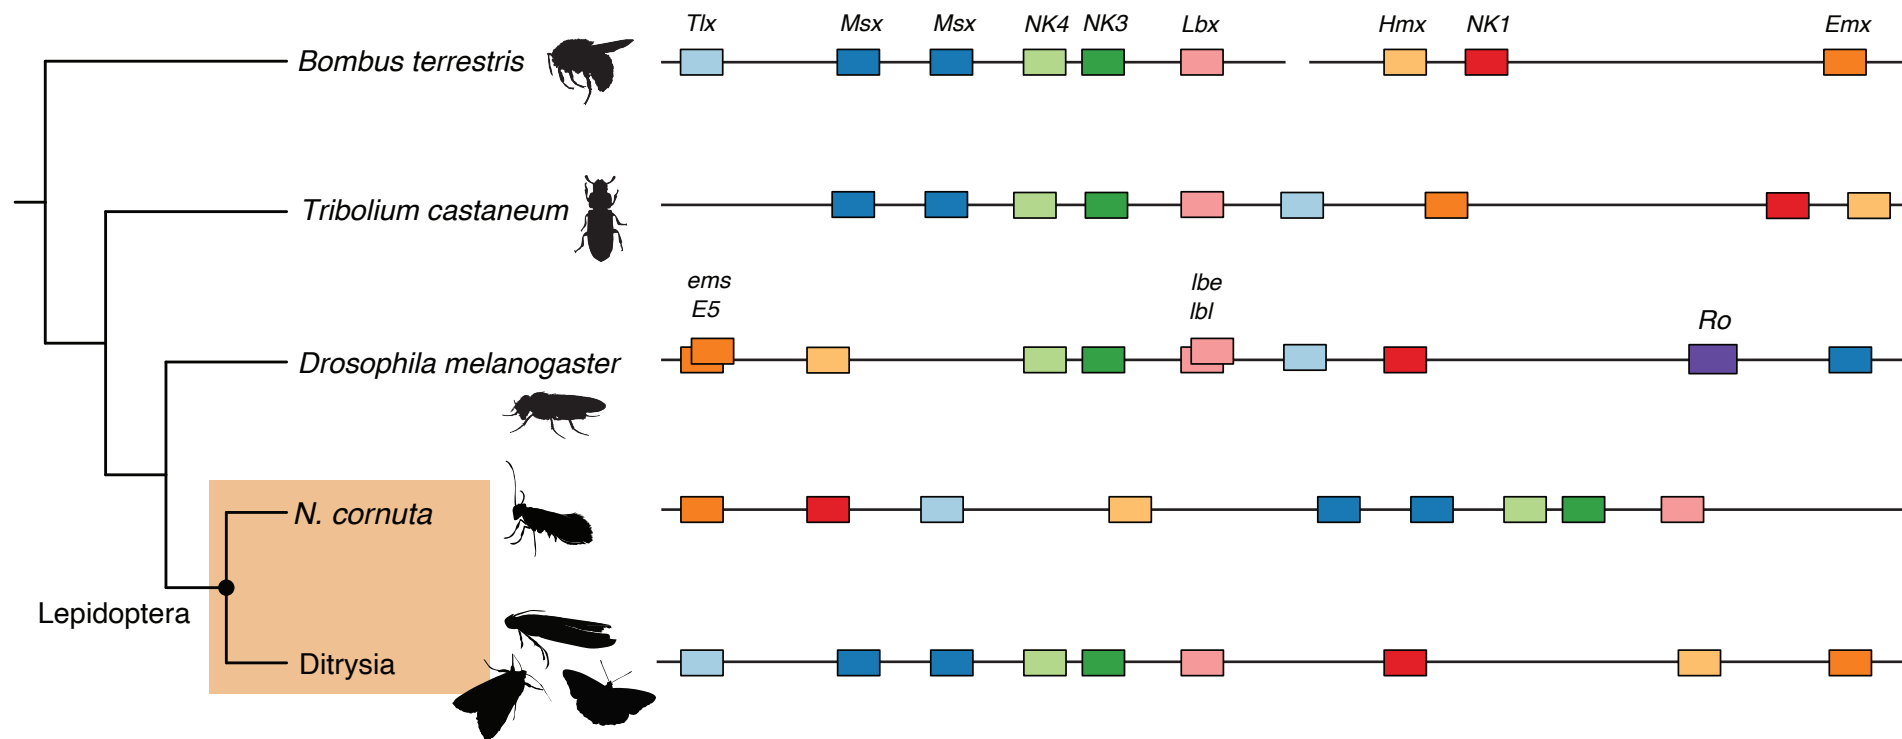 Tlx Msx Msx NK4 NK3 Lbx Hmx NK1 Emx
Bombus terrestris
Tribolium castaneum
ems lbe
E5 lbl Ro
Drosophila melanogaster
N. cornuta
Lepidoptera
Ditrysia